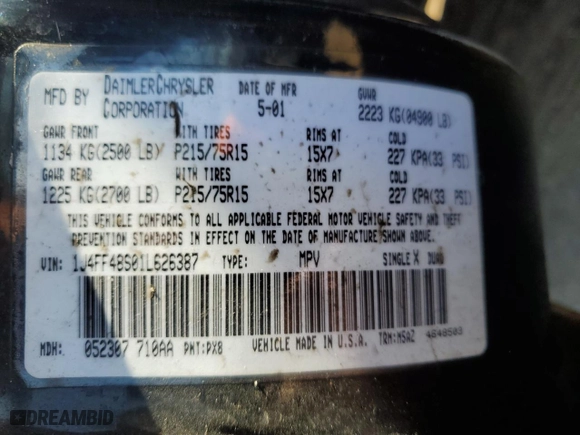 MFD BY DAIMLERCHRYSLER CORPORATION DATE OF MFR 5-01 GVWR 2223 KG(04900 LB)
GAWR FRONT WITH TIRES RIMS AT COLD
1134 KG(2500 LB) P215/75R15 15X7 227 KPA(33 PSI)
GAWR REAR WITH TIRES RIMS AT COLD
1225 KG(2700 LB) P215/75R15 15X7 227 KPA(33 PSI)
THIS VEHICLE CONFORMS TO ALL APPLICABLE FEDERAL MOTOR VEHICLE SAFETY AND THEFT
PREVENTION STANDARDS IN EFFECT ON THE DATE OF MANUFACTURE SHOWN ABOVE.
VIN: 1J4FF48S01L626387 TYPE: MPV SINGLE X DUAL
MDH: 052307 710AA PNT:PX8 VEHICLE MADE IN U.S.A. TRM:M5AZ 4648503
DREAMBID